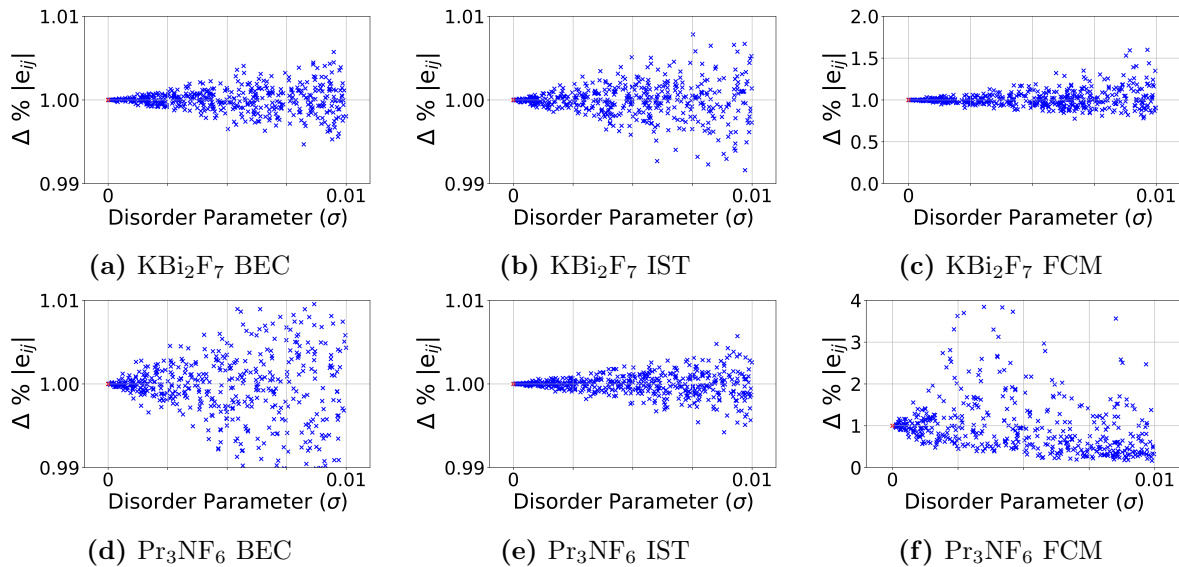 1.01
1.00
0.99
Δ % |e_ij|
0
0.01
Disorder Parameter (σ)
(a) KBi₂F₇ BEC
1.01
1.00
0.99
Δ % |e_ij|
0
0.01
Disorder Parameter (σ)
(b) KBi₂F₇ IST
2.0
1.5
1.0
0.5
0.0
Δ % |e_ij|
0
0.01
Disorder Parameter (σ)
(c) KBi₂F₇ FCM
1.01
1.00
0.99
Δ % |e_ij|
0
0.01
Disorder Parameter (σ)
(d) Pr₃NF₆ BEC
1.01
1.00
0.99
Δ % |e_ij|
0
0.01
Disorder Parameter (σ)
(e) Pr₃NF₆ IST
4
3
2
1
0
Δ % |e_ij|
0
0.01
Disorder Parameter (σ)
(f) Pr₃NF₆ FCM